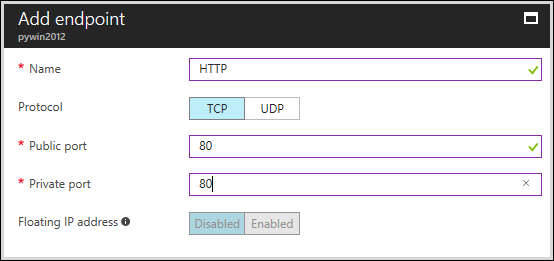 Add endpoint
pywin2012
* Name HTTP
Protocol TCP UDP
* Public port 80
* Private port 80
Floating IP address Disabled Enabled